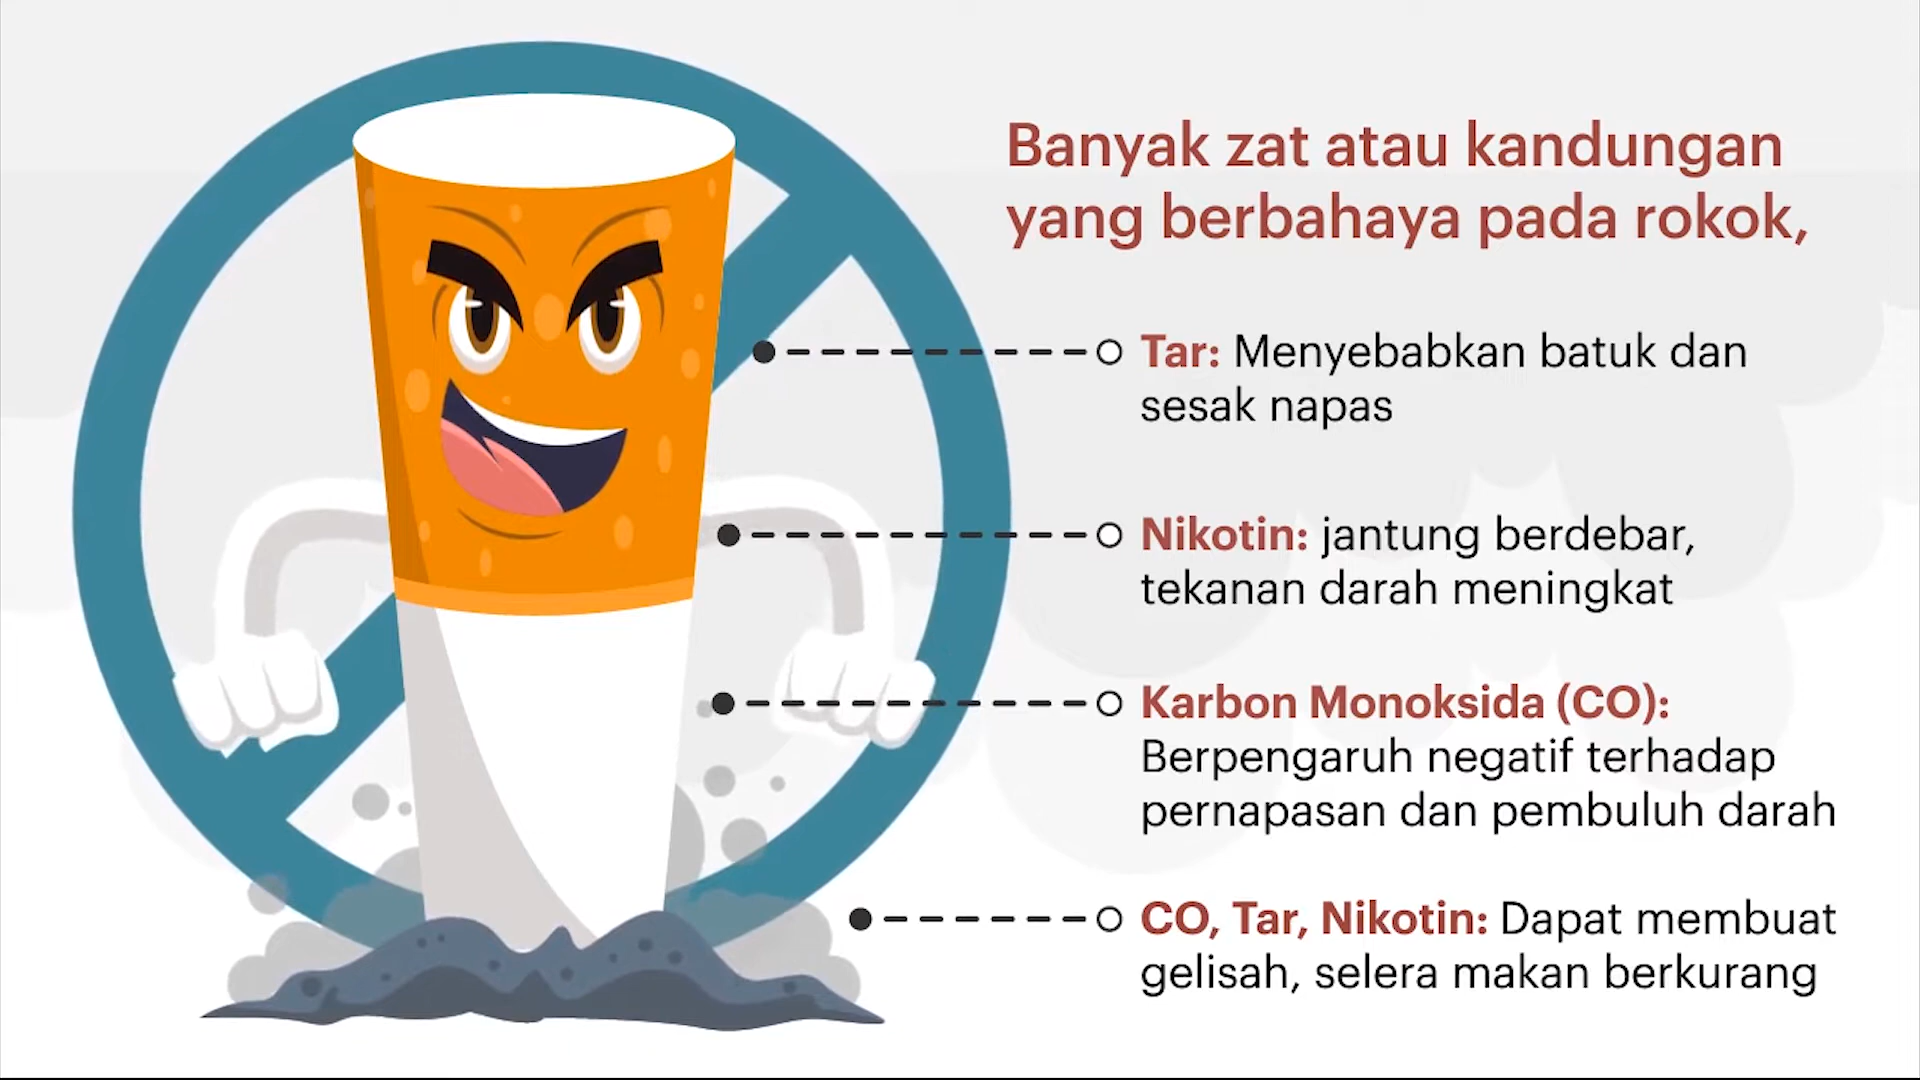 Banyak zat atau kandungan
yang berbahaya pada rokok,
Tar: Menyebabkan batuk dan
sesak napas
Nikotin: jantung berdebar,
tekanan darah meningkat
Karbon Monoksida (CO):
Berpengaruh negatif terhadap
pernapasan dan pembuluh darah
CO, Tar, Nikotin: Dapat membuat
gelisah, selera makan berkurang